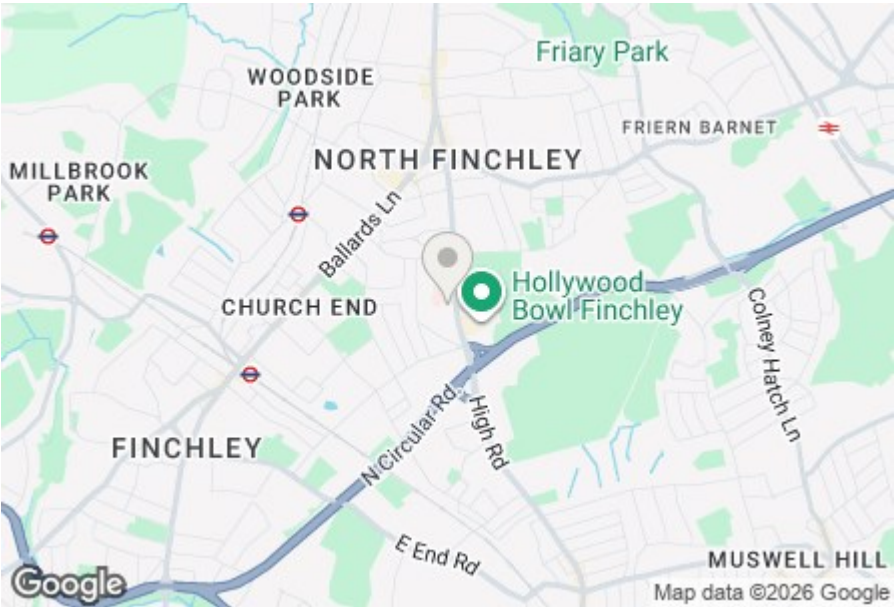 Friary Park
WOODSIDE
PARK
FRIERN BARNET
NORTH FINCHLEY
MILLBROOK
PARK
Ballards Ln
Hollywood
Bowl Finchley
CHURCH END
Colney Hatch Ln
N Circular Rd
High Rd
FINCHLEY
E End Rd
MUSWELL HILL
Google
Map data ©2026 Google